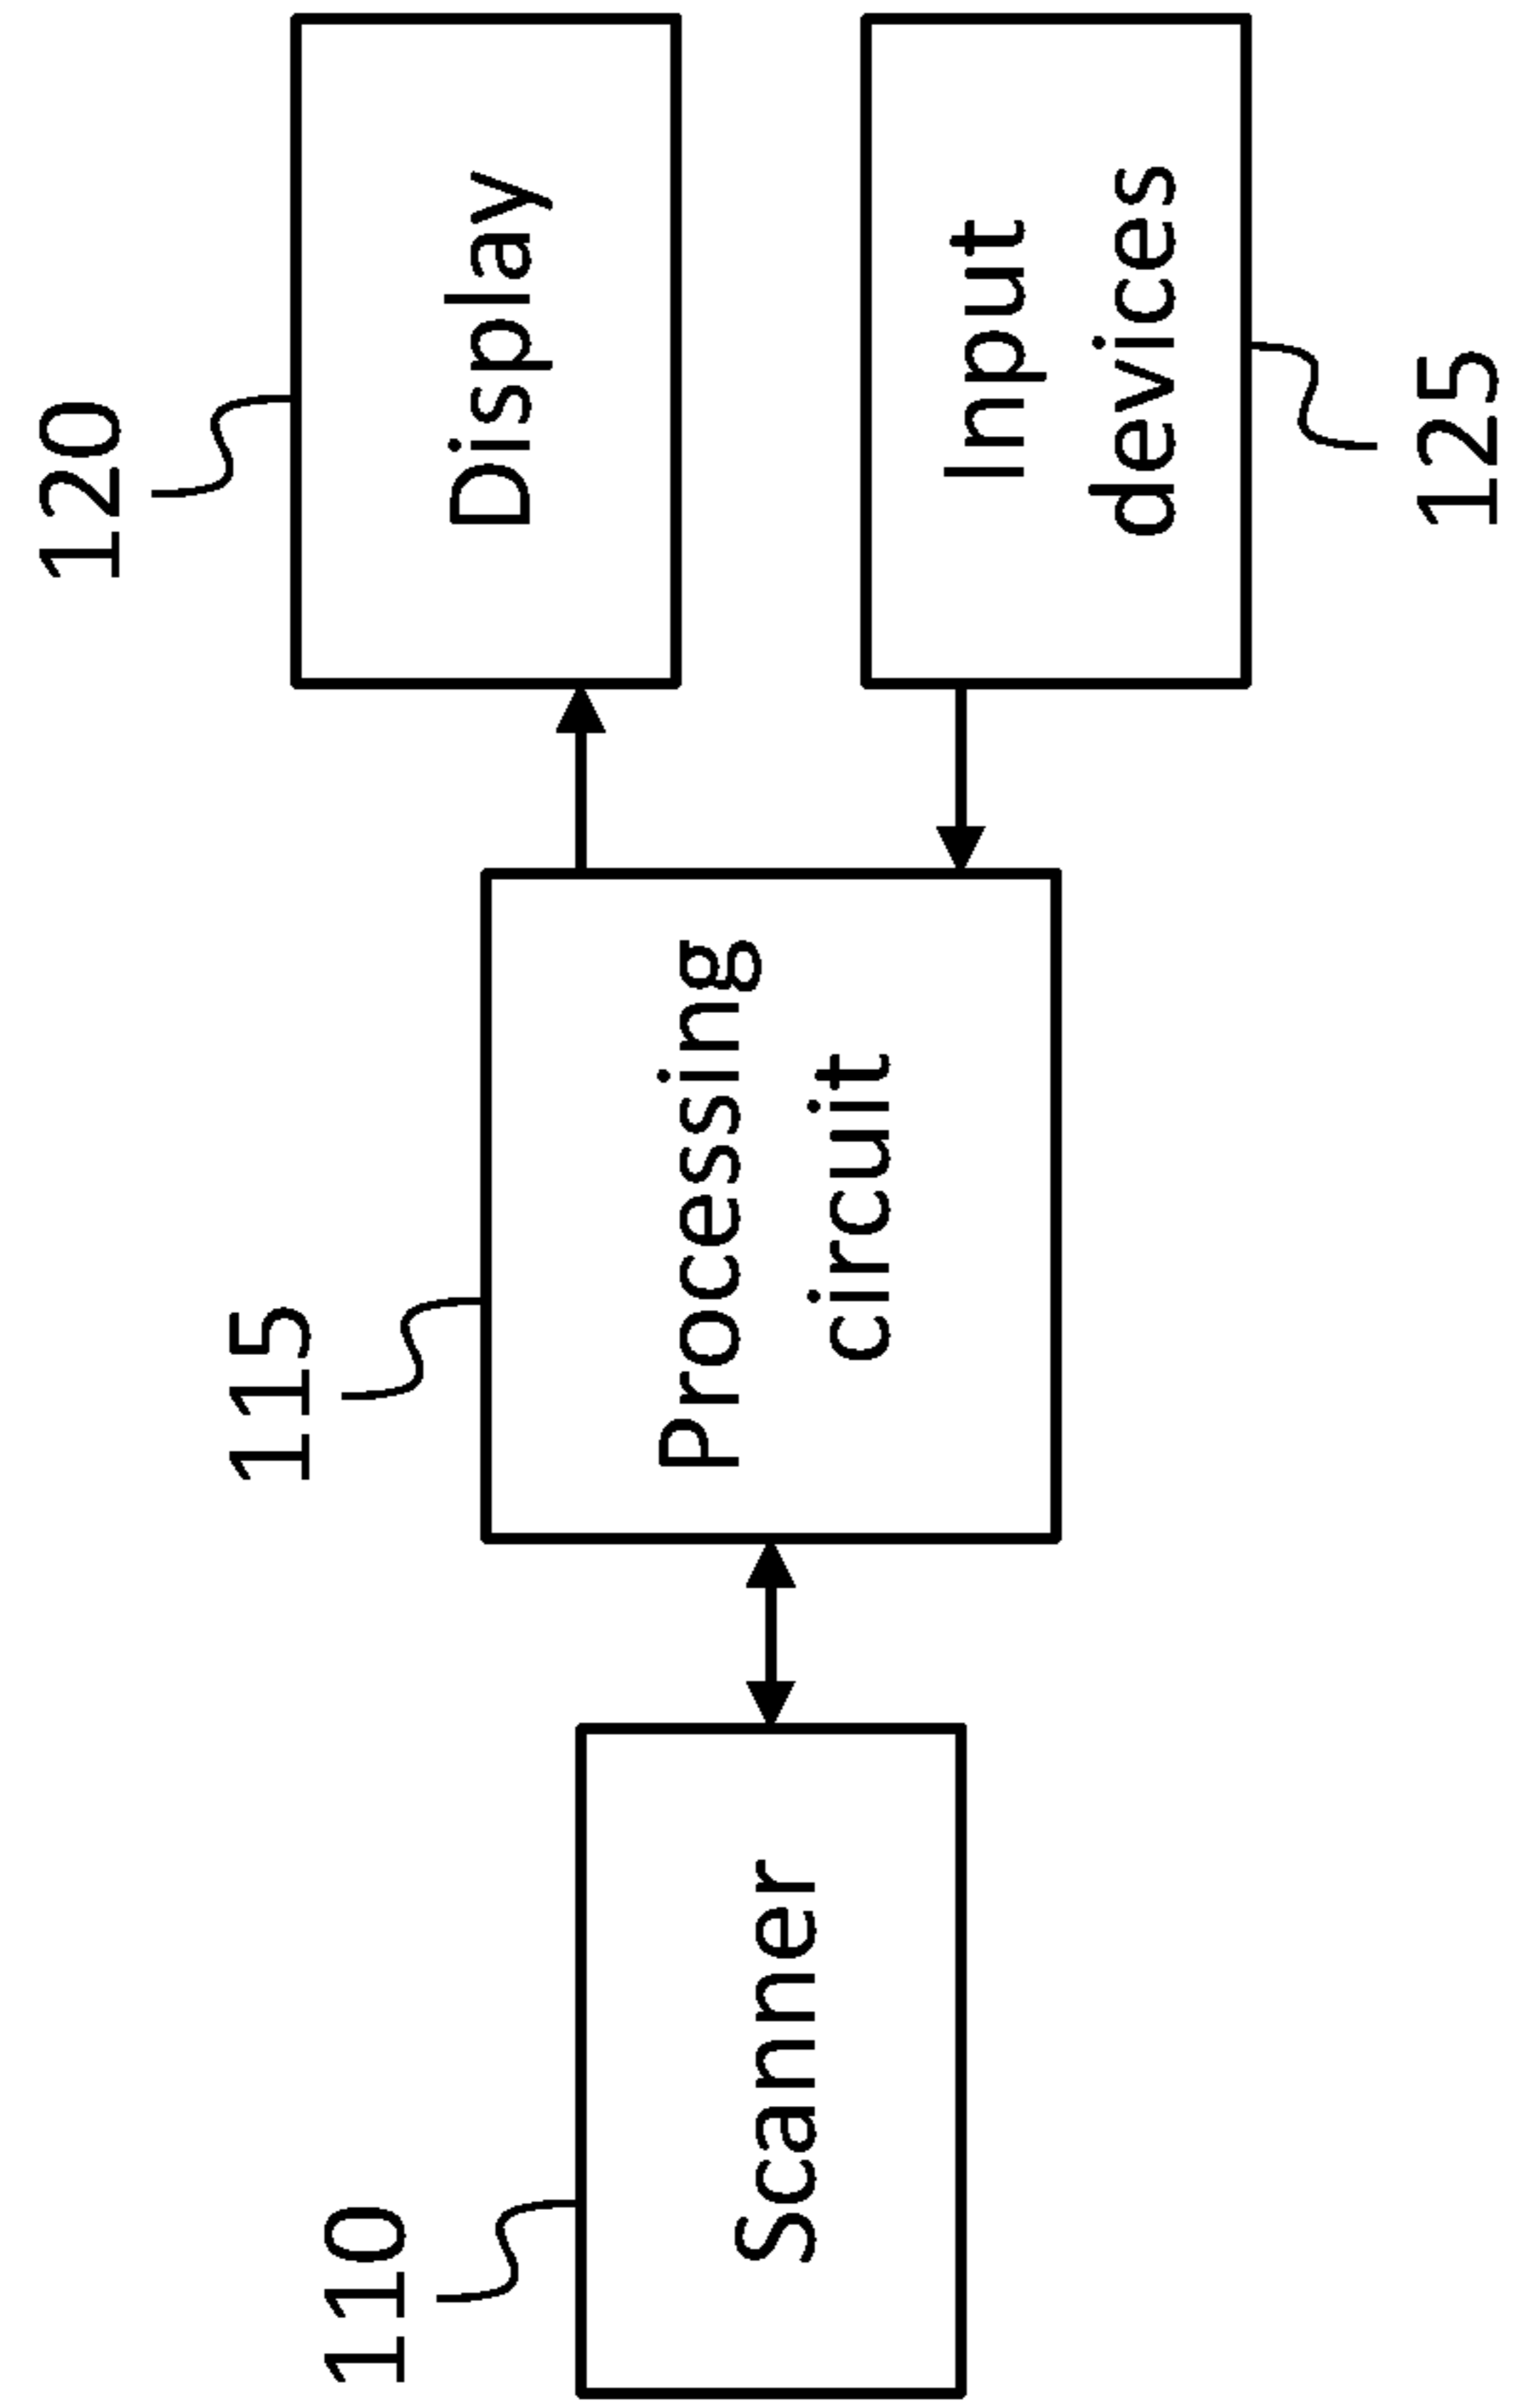 110
Scanner
115
Processing
circuit
120
Display
Input
devices
125